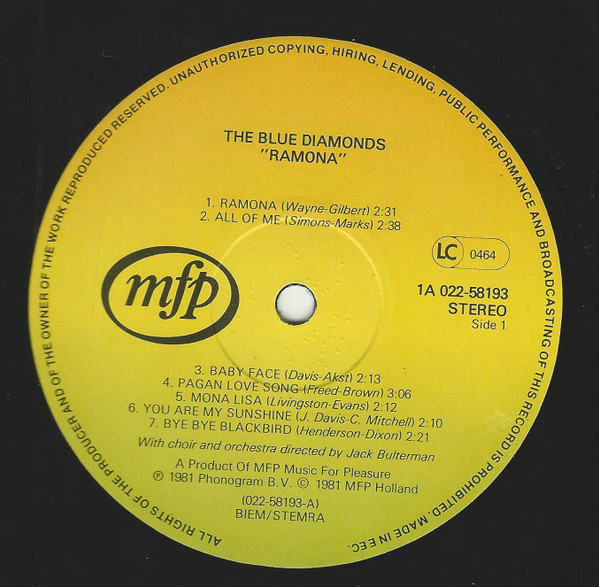 ALL RIGHTS OF THE PRODUCER AND OF THE OWNER OF THE WORK REPRODUCED RESERVED. UNAUTHORIZED COPYING, HIRING, LENDING, PUBLIC PERFORMANCE AND BROADCASTING OF THIS RECORD IS PROHIBITED. MADE IN EEC.
THE BLUE DIAMONDS
"RAMONA"
1. RAMONA (Wayne-Gilbert) 2:31
2. ALL OF ME (Simons-Marks) 2:38
LC 0464
mfp
1A 022-58193
STEREO
Side 1
3. BABY FACE (Davis-Akst) 2:13
4. PAGAN LOVE SONG (Freed-Brown) 3:06
5. MONA LISA (Livingston-Evans) 2:12
6. YOU ARE MY SUNSHINE (J. Davis-C. Mitchell) 2:10
7. BYE BYE BLACKBIRD (Henderson-Dixon) 2:21
With choir and orchestra directed by Jack Bulterman
A Product Of MFP Music For Pleasure
℗ 1981 Phonogram B.V. © 1981 MFP Holland
(022-58193-A)
BIEM/STEMRA